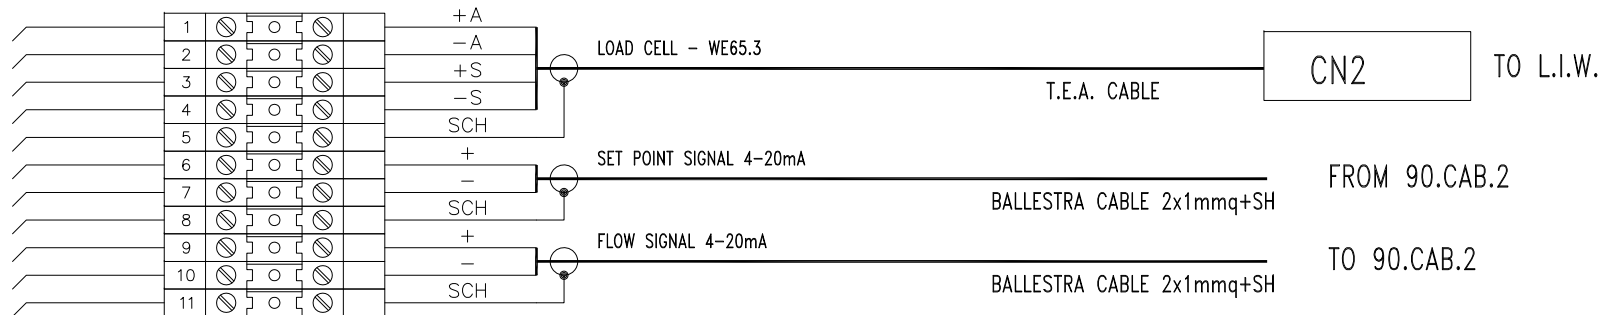 1 +A
2 -A
LOAD CELL - WE65.3
3 +S
4 -S
T.E.A. CABLE
CN2
TO L.I.W.
5 SCH
6 +
SET POINT SIGNAL 4-20mA
7 -
BALLESTRA CABLE 2x1mmq+SH
FROM 90.CAB.2
8 SCH
9 +
FLOW SIGNAL 4-20mA
10 -
BALLESTRA CABLE 2x1mmq+SH
TO 90.CAB.2
11 SCH